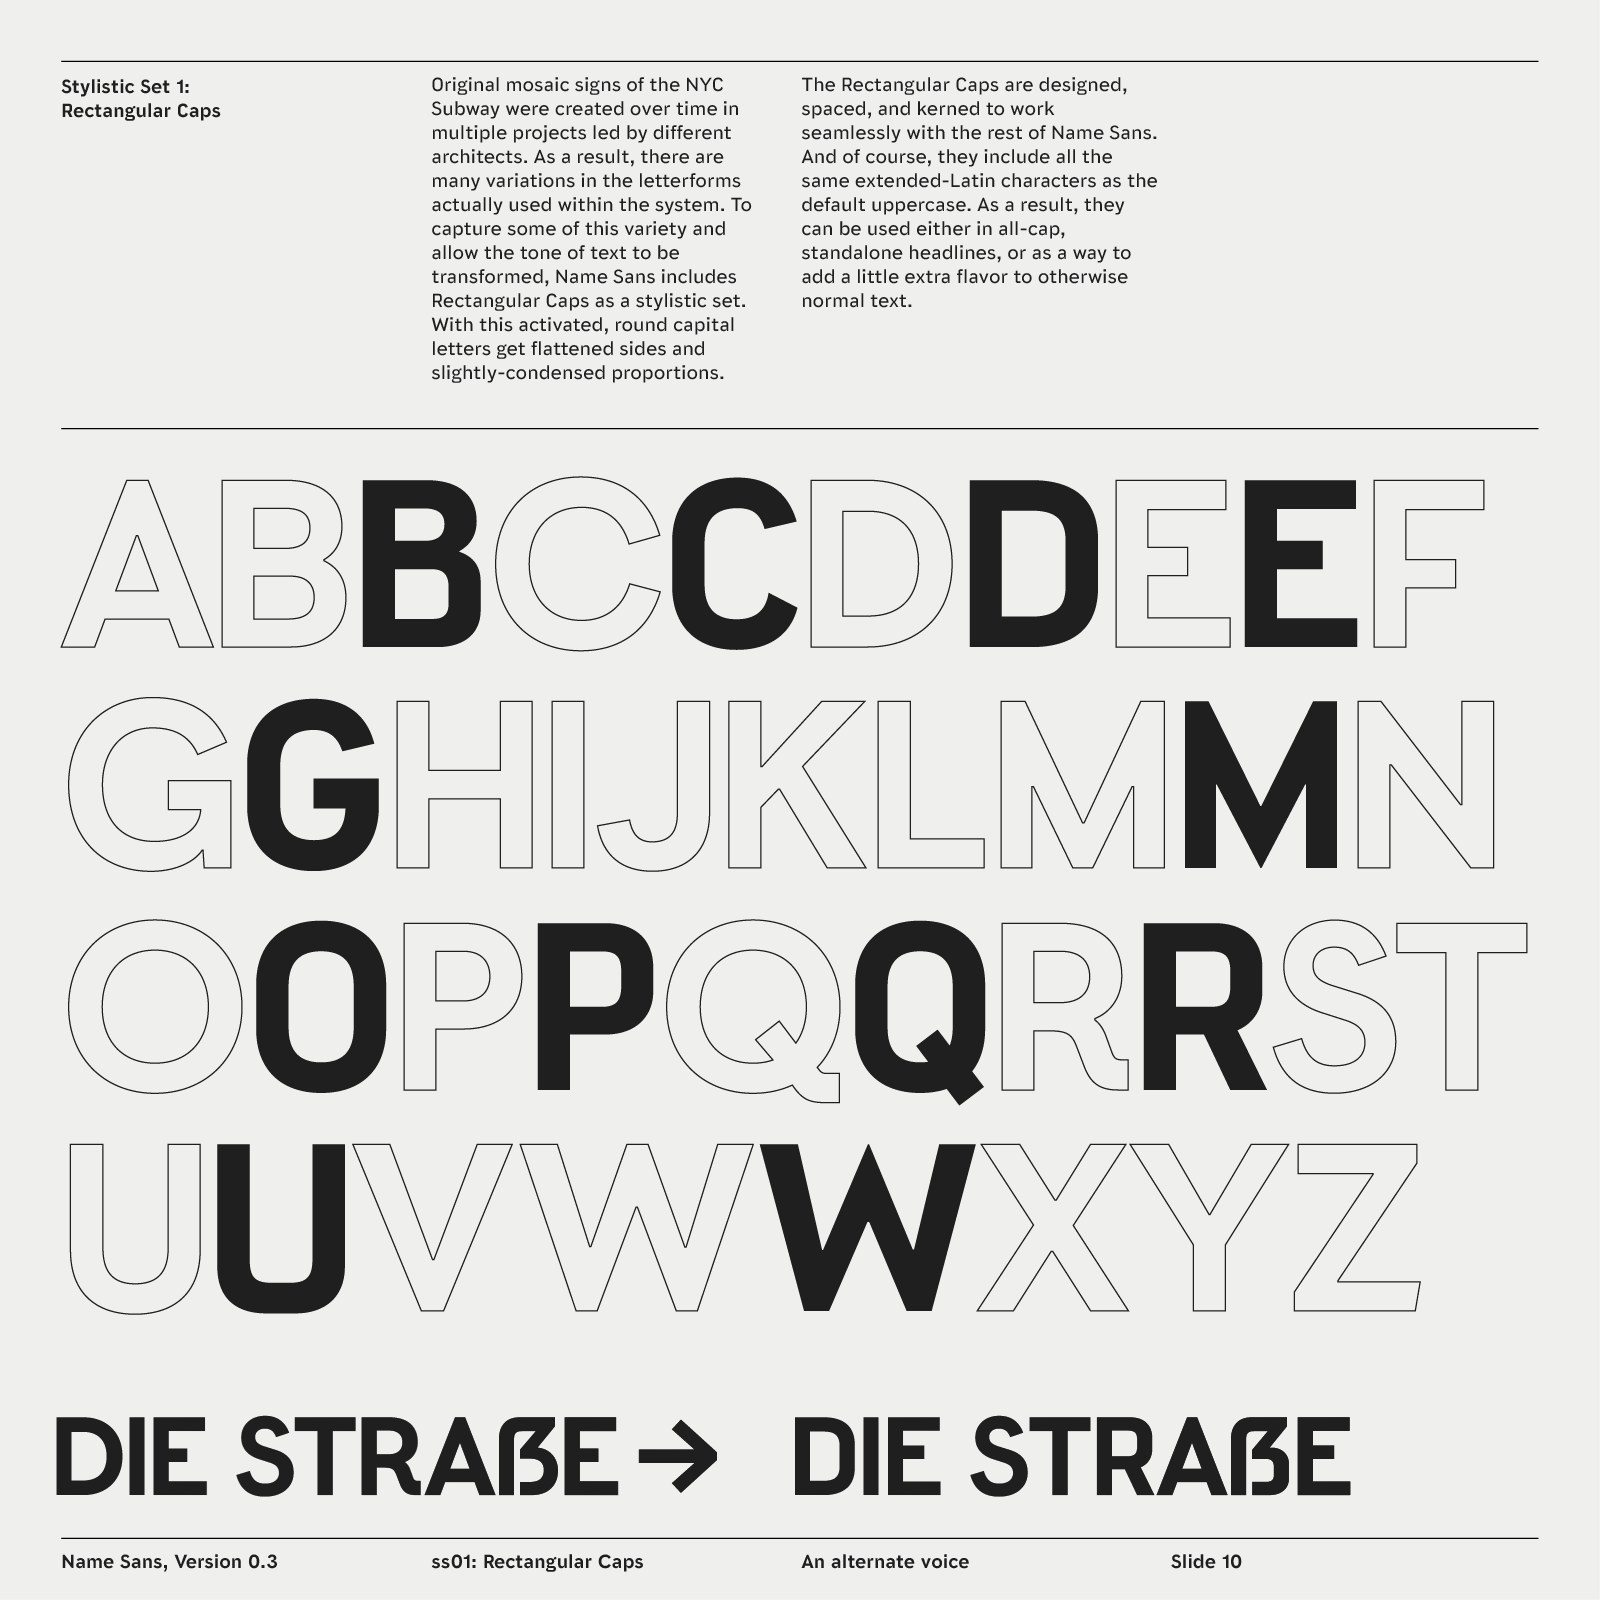 Stylistic Set 1:
Rectangular Caps
Original mosaic signs of the NYC
Subway were created over time in
multiple projects led by different
architects. As a result, there are
many variations in the letterforms
actually used within the system. To
capture some of this variety and
allow the tone of text to be
transformed, Name Sans includes
Rectangular Caps as a stylistic set.
With this activated, round capital
letters get flattened sides and
slightly-condensed proportions.
The Rectangular Caps are designed,
spaced, and kerned to work
seamlessly with the rest of Name Sans.
And of course, they include all the
same extended-Latin characters as the
default uppercase. As a result, they
can be used either in all-cap,
standalone headlines, or as a way to
add a little extra flavor to otherwise
normal text.
ABBCCDDEEF
GGHIJKLMMN
OOPPQQRRST
UUVWWXYZ
DIE STRAẞE → DIE STRAẞE
Name Sans, Version 0.3
ss01: Rectangular Caps
An alternate voice
Slide 10